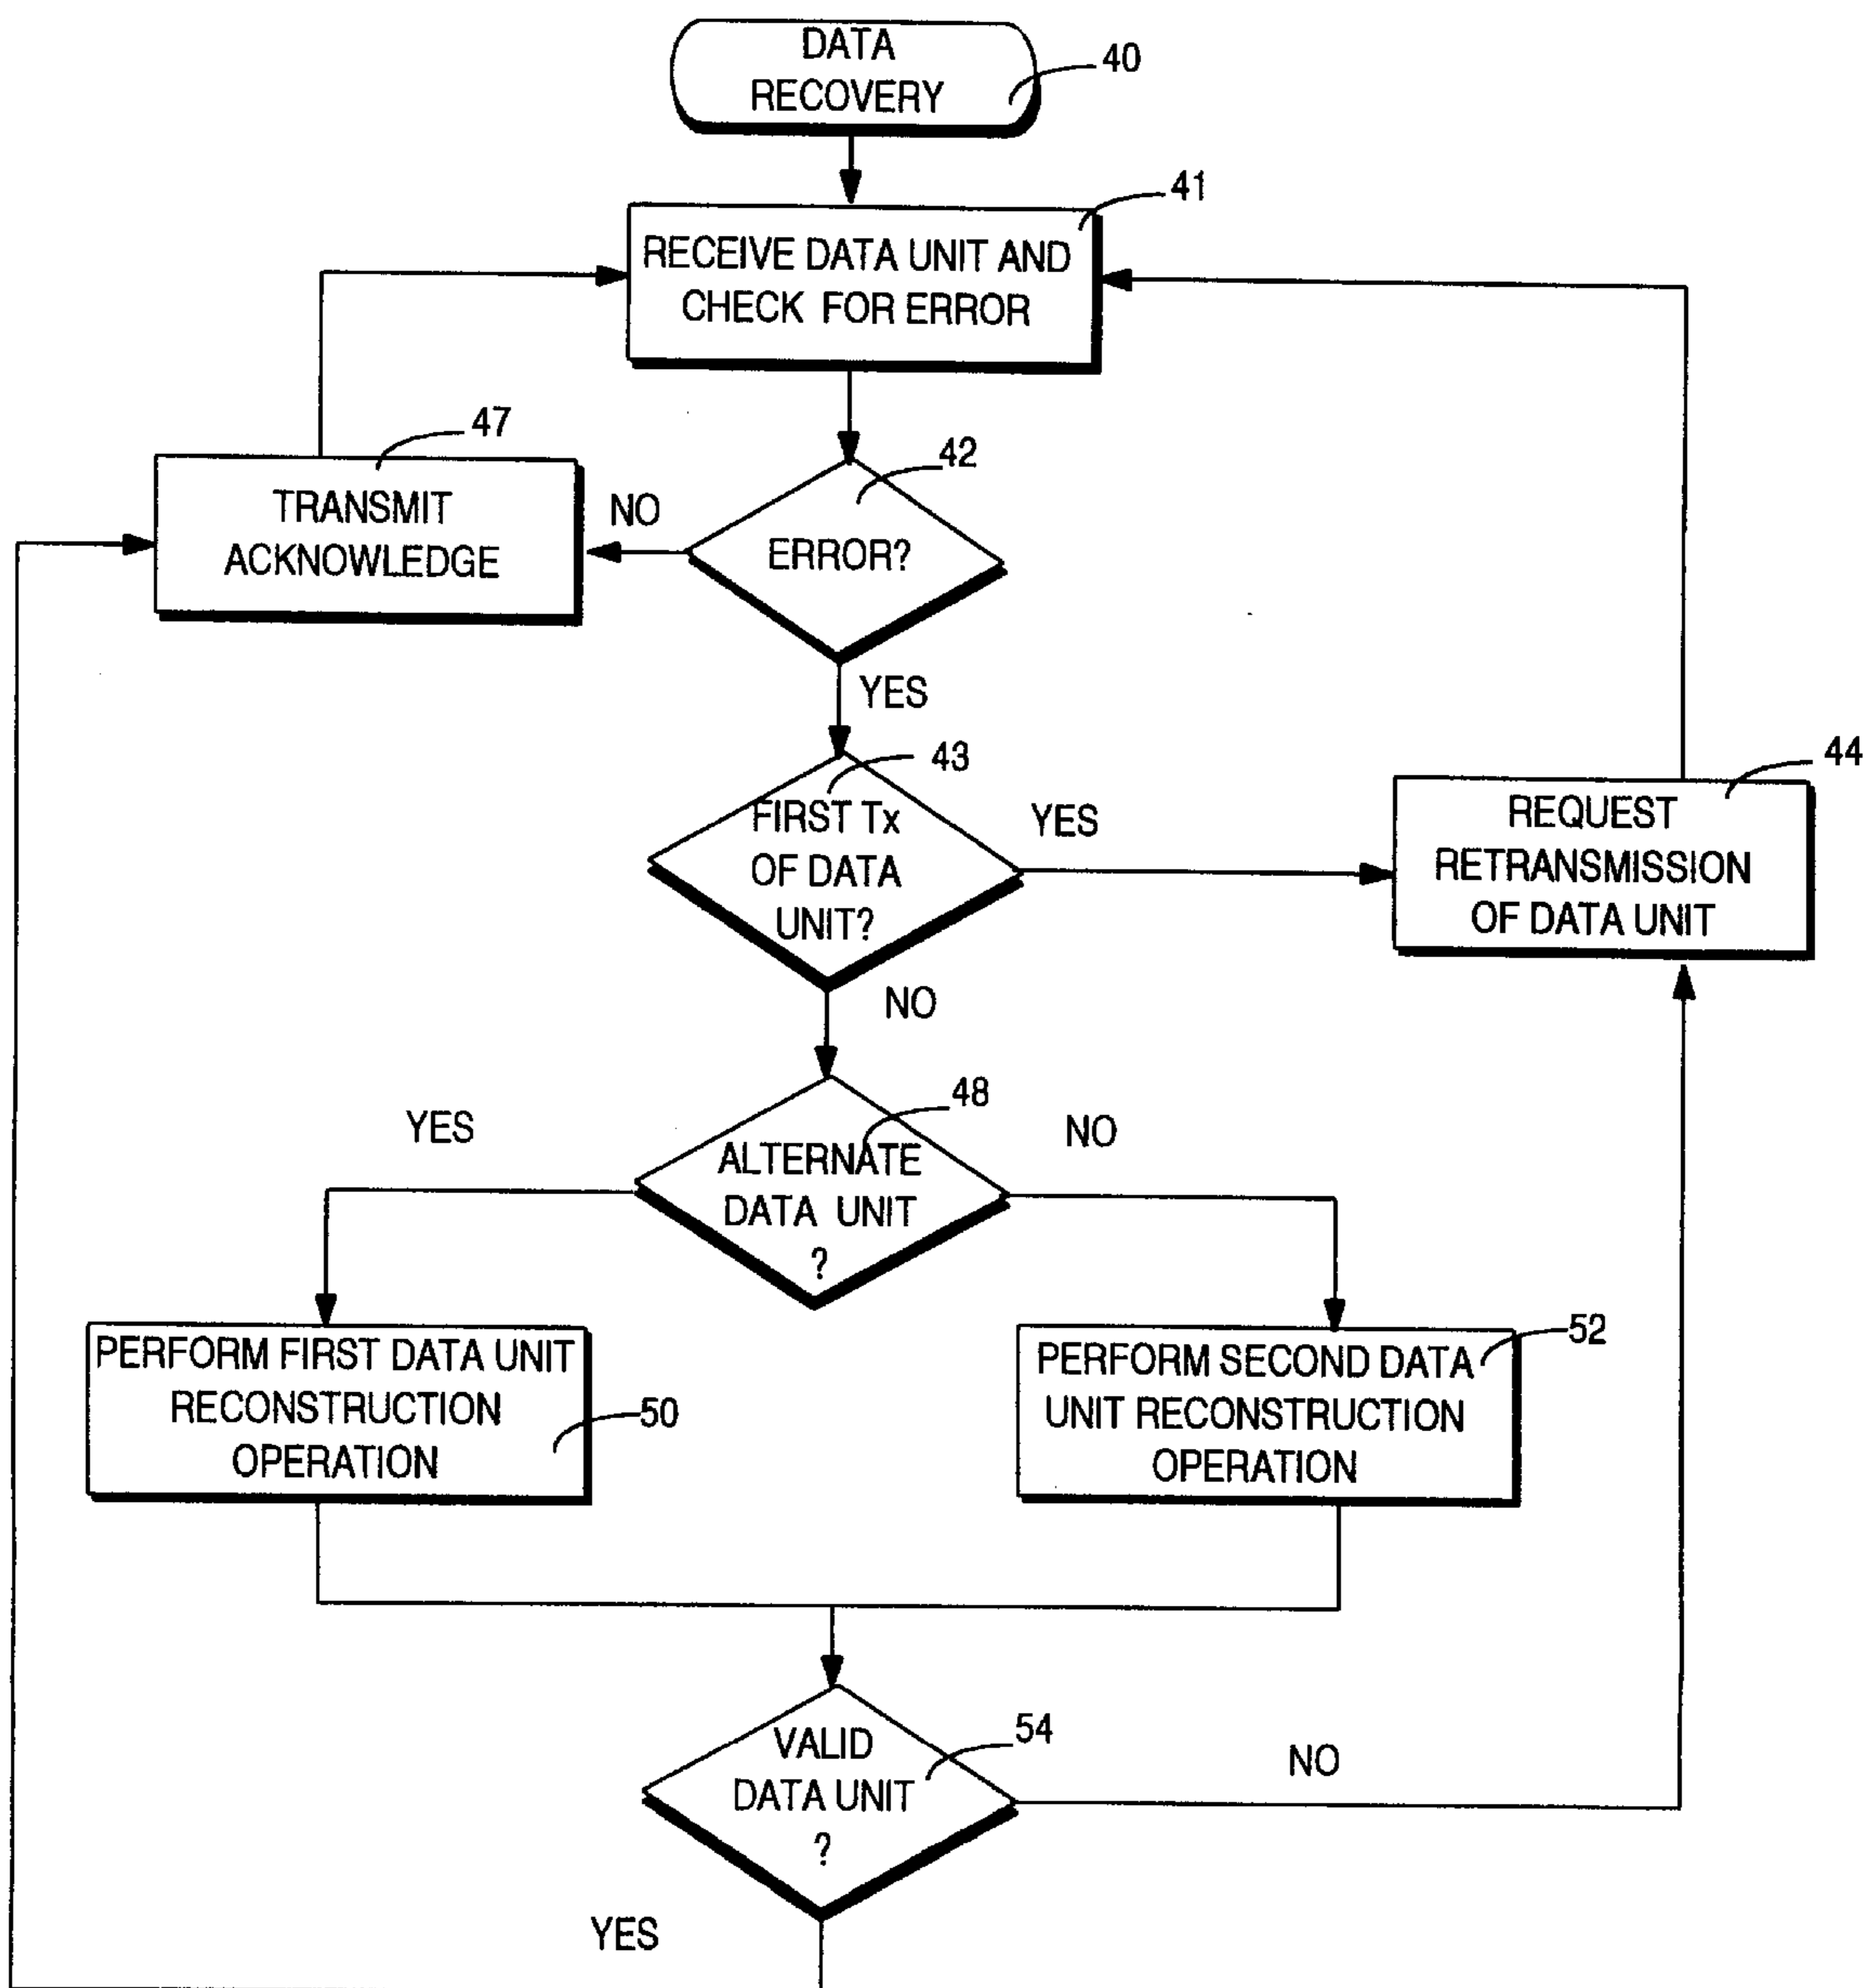 DATA
RECOVERY
40
41
RECEIVE DATA UNIT AND
CHECK FOR ERROR
47
TRANSMIT
ACKNOWLEDGE
NO
42
ERROR?
YES
43
FIRST Tx
OF DATA
UNIT?
YES
44
REQUEST
RETRANSMISSION
OF DATA UNIT
NO
48
YES
ALTERNATE
DATA UNIT
?
NO
PERFORM FIRST DATA UNIT
RECONSTRUCTION
OPERATION
50
52
PERFORM SECOND DATA
UNIT RECONSTRUCTION
OPERATION
54
VALID
DATA UNIT
?
NO
YES